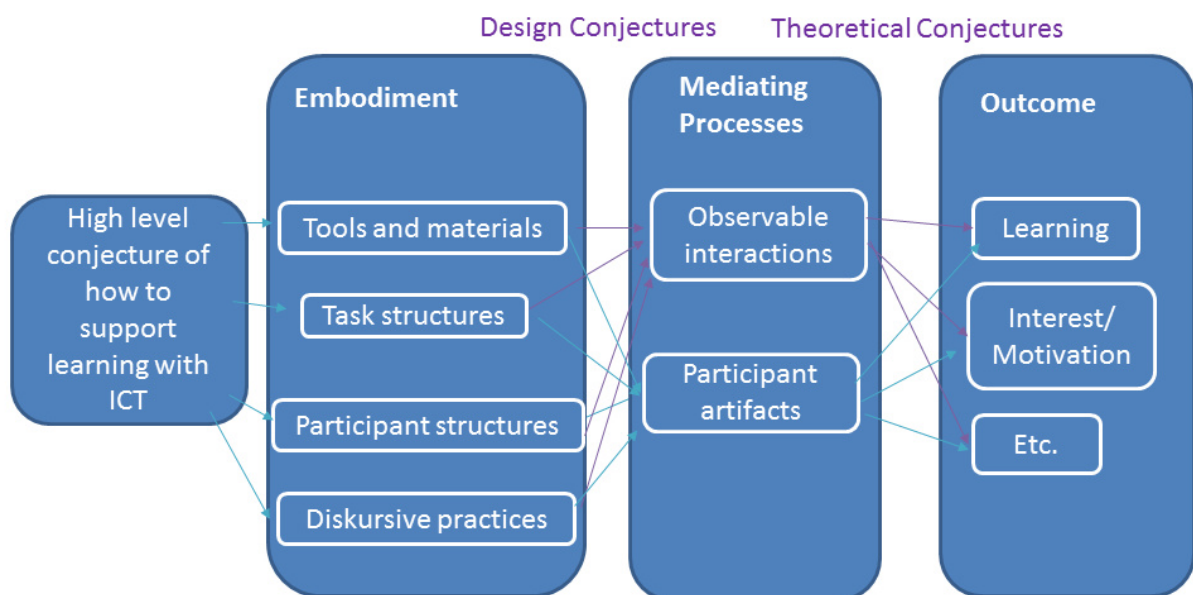 Design Conjectures
Theoretical Conjectures
High level
conjecture of
how to
support
learning with
ICT
Embodiment
Tools and materials
Task structures
Participant structures
Diskursive practices
Mediating
Processes
Observable
interactions
Participant
artifacts
Outcome
Learning
Interest/
Motivation
Etc.